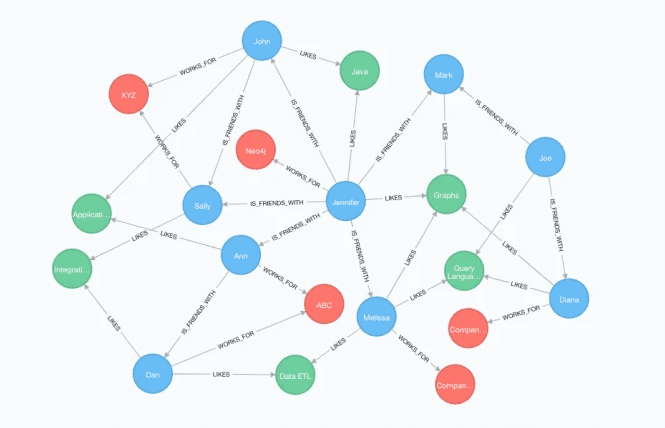 John
LIKES
Java
WORKS_FOR
Mark
XYZ
IS_FRIENDS_WITH
LIKES
IS_FRIENDS_WITH
IS_FRIENDS_WITH
IS_FRIENDS_WITH
LIKES
LIKES
Neo4j
WORKS_FOR
Joe
WORKS_FOR
Applicati...
Sally
IS_FRIENDS_WITH
Jennifer
LIKES
Graphs
LIKES
IS_FRIENDS_WITH
LIKES
LIKES
IS_FRIENDS_WITH
LIKES
Integrati...
Ann
IS_FRIENDS_WITH
LIKES
Query
Langua...
WORKS_FOR
LIKES
LIKES
Diana
ABC
Melissa
WORKS_FOR
Compan...
IS_FRIENDS_WITH
LIKES
WORKS_FOR
LIKES
WORKS_FOR
Dan
LIKES
Data ETL
Compan...